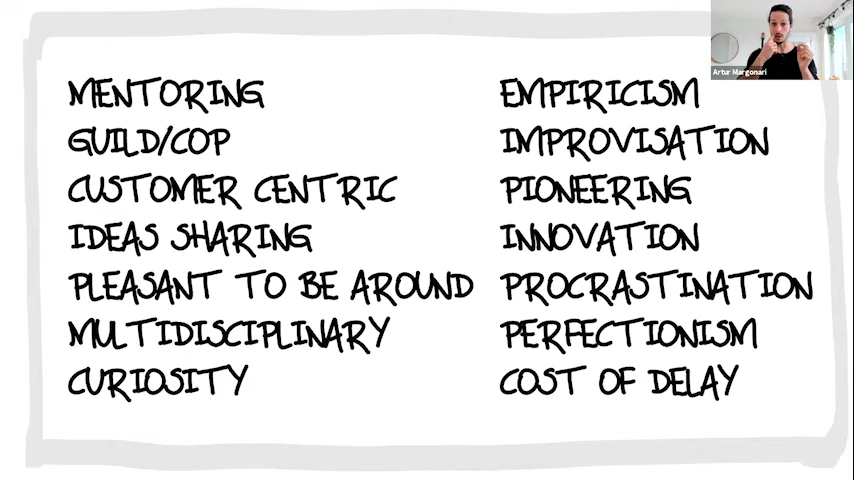 MENTORING
GUILD/COP
CUSTOMER CENTRIC
IDEAS SHARING
PLEASANT TO BE AROUND
MULTIDISCIPLINARY
CURIOSITY
EMPIRICISM
IMPROVISATION
PIONEERING
INNOVATION
PROCRASTINATION
PERFECTIONISM
COST OF DELAY
Artur Margonari